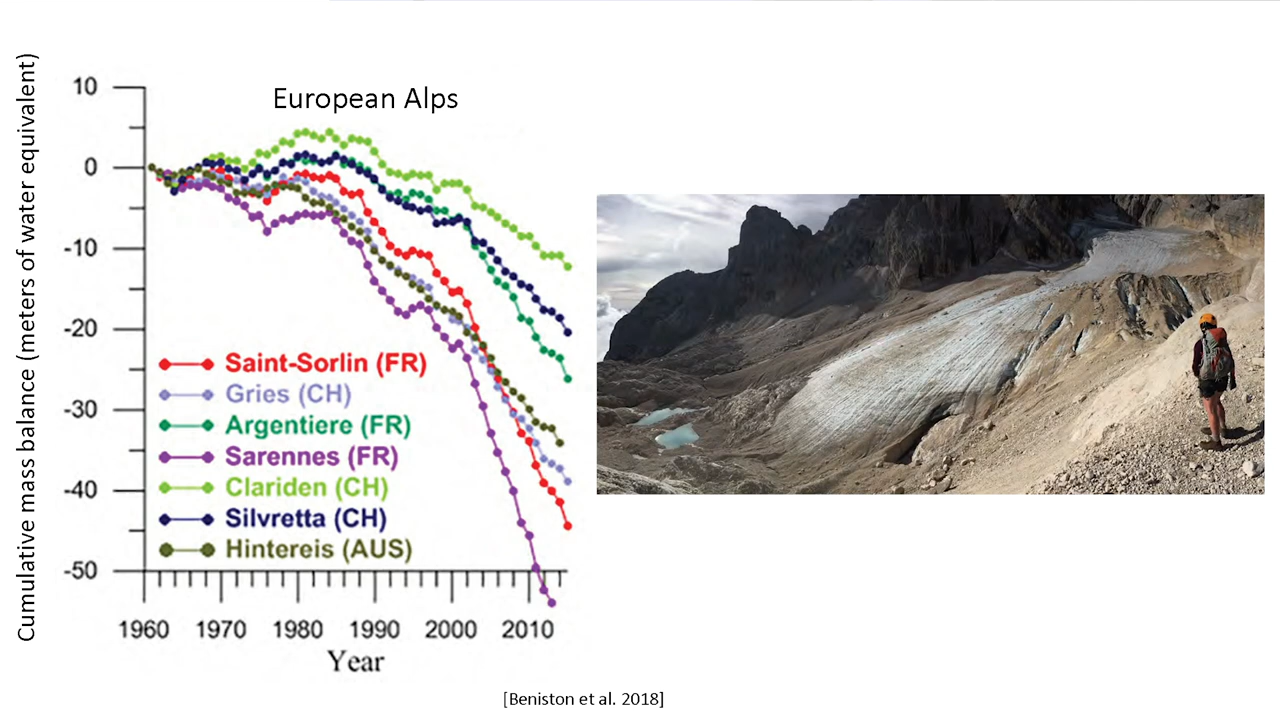 Cumulative mass balance (meters of water equivalent)
European Alps
10
0
-10
-20
-30
-40
-50
Saint-Sorlin (FR)
Gries (CH)
Argentiere (FR)
Sarennes (FR)
Clariden (CH)
Silvretta (CH)
Hintereis (AUS)
1960 1970 1980 1990 2000 2010
Year
[Beniston et al. 2018]